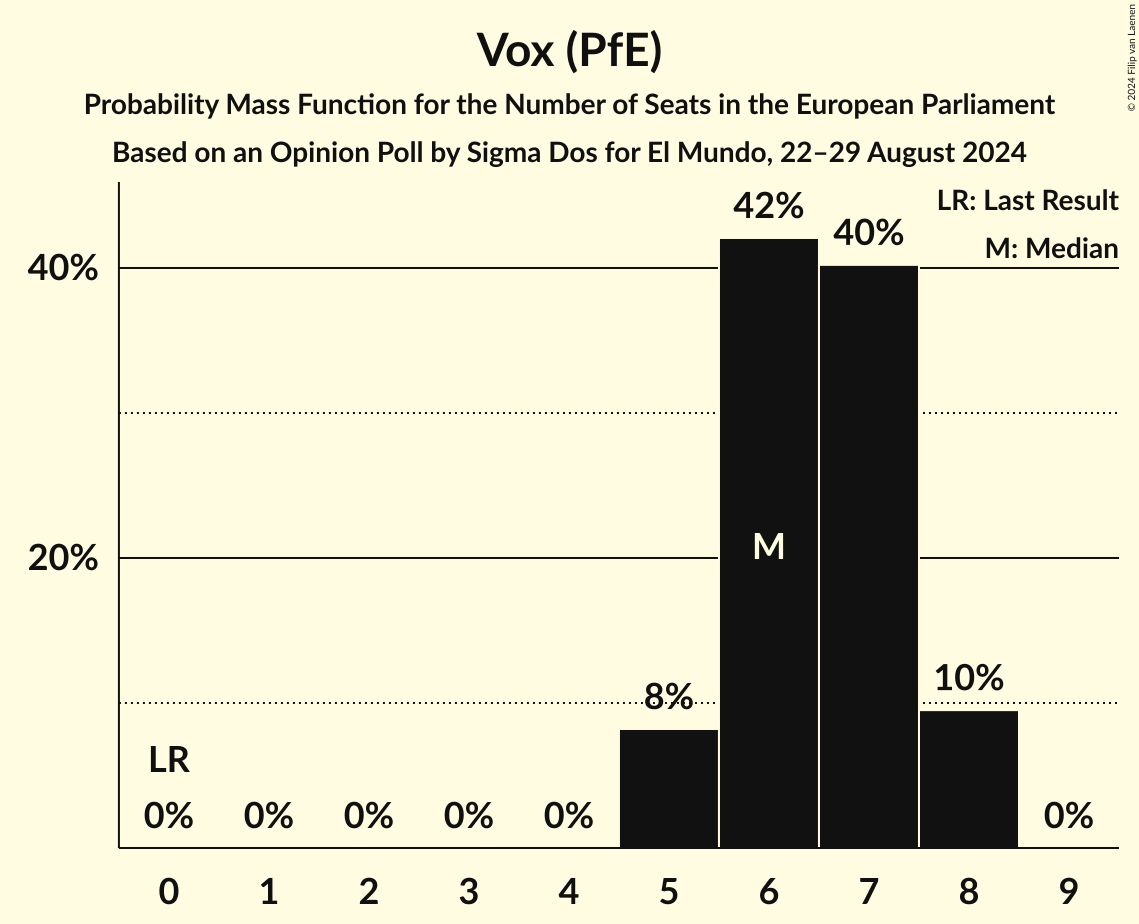 Vox (PfE)
Probability Mass Function for the Number of Seats in the European Parliament
Based on an Opinion Poll by Sigma Dos for El Mundo, 22–29 August 2024
© 2024 Filip van Laenen
LR: Last Result
M: Median
42%
40%
40%
20%
M
10%
8%
LR
0% 0% 0% 0% 0% 0%
0 1 2 3 4 5 6 7 8 9